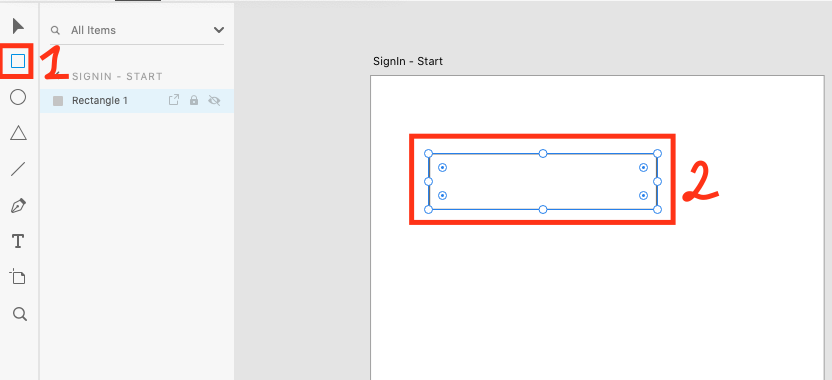 All Items
SignIn - Start
1
SIGNIN - START
Rectangle 1
2
T